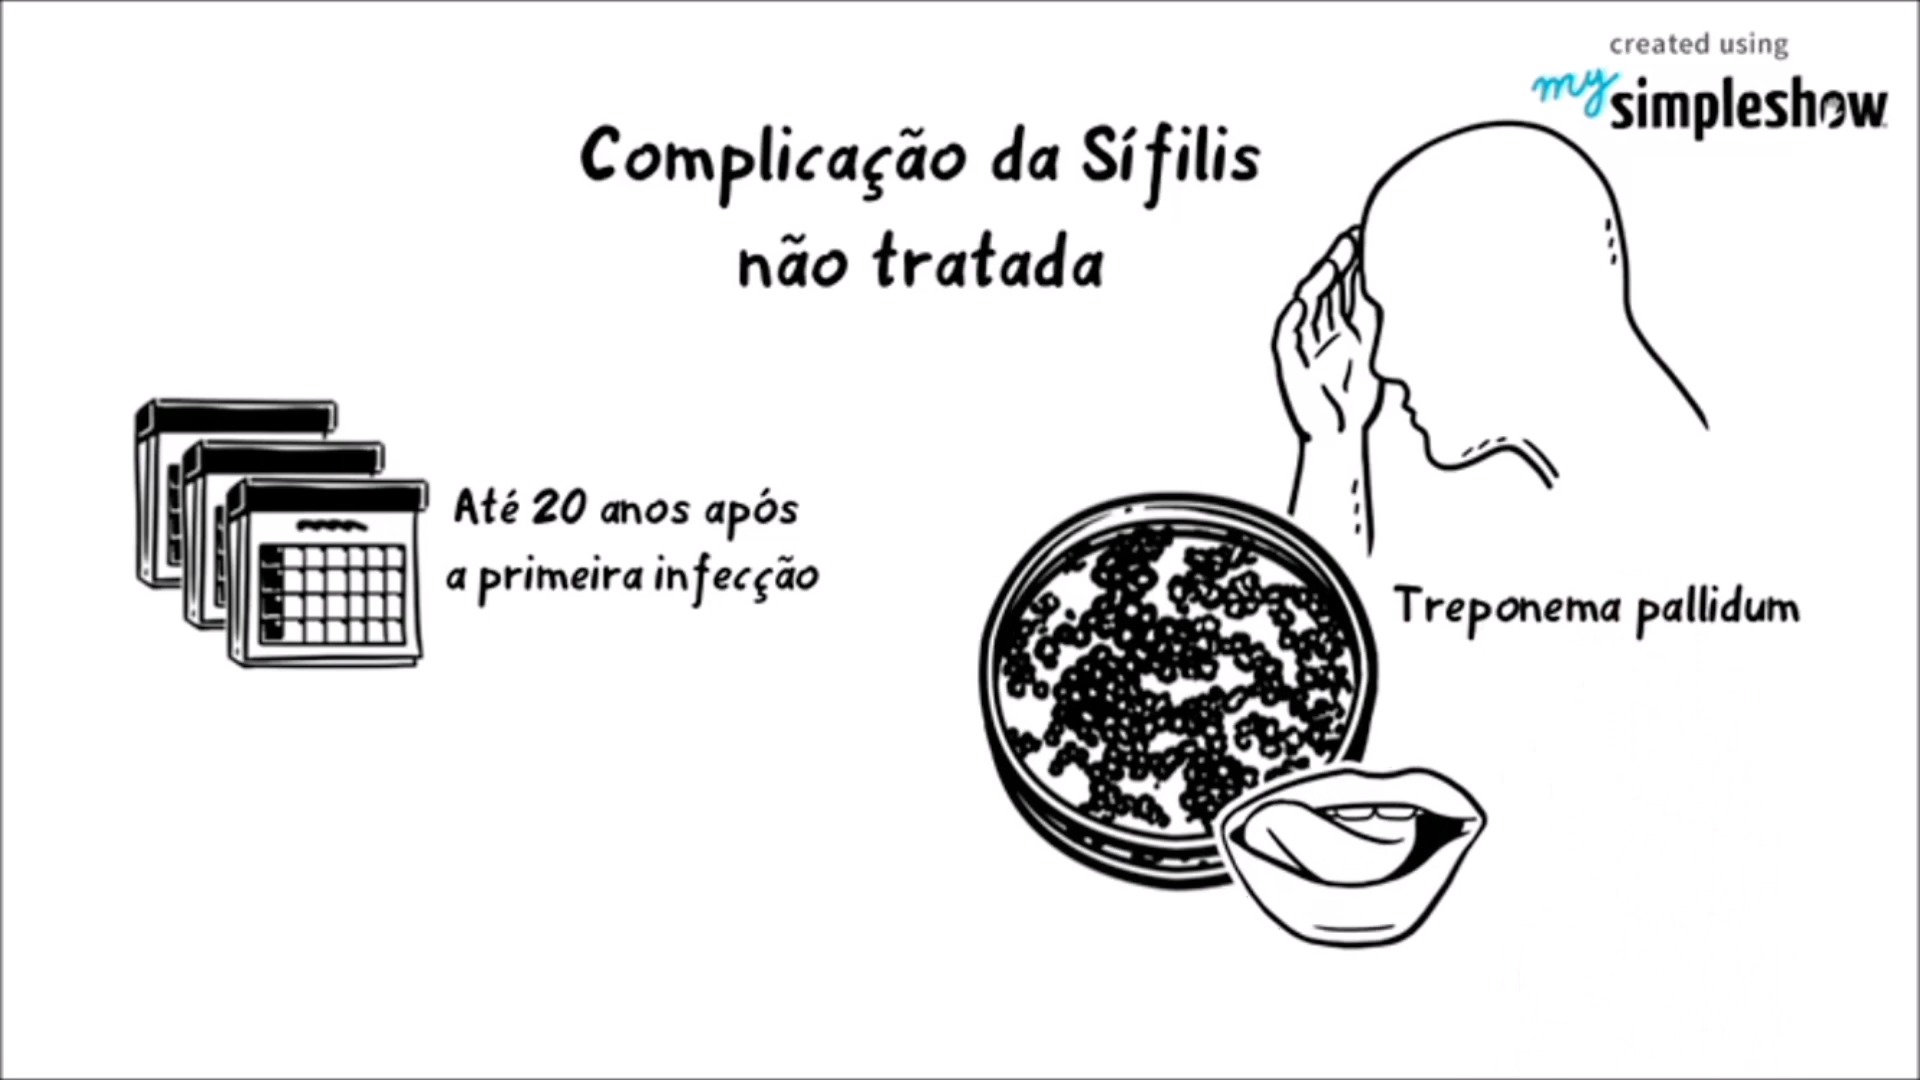 created using
my simpleshow
Complicação da Sífilis
não tratada
Até 20 anos após
a primeira infecção
Treponema pallidum